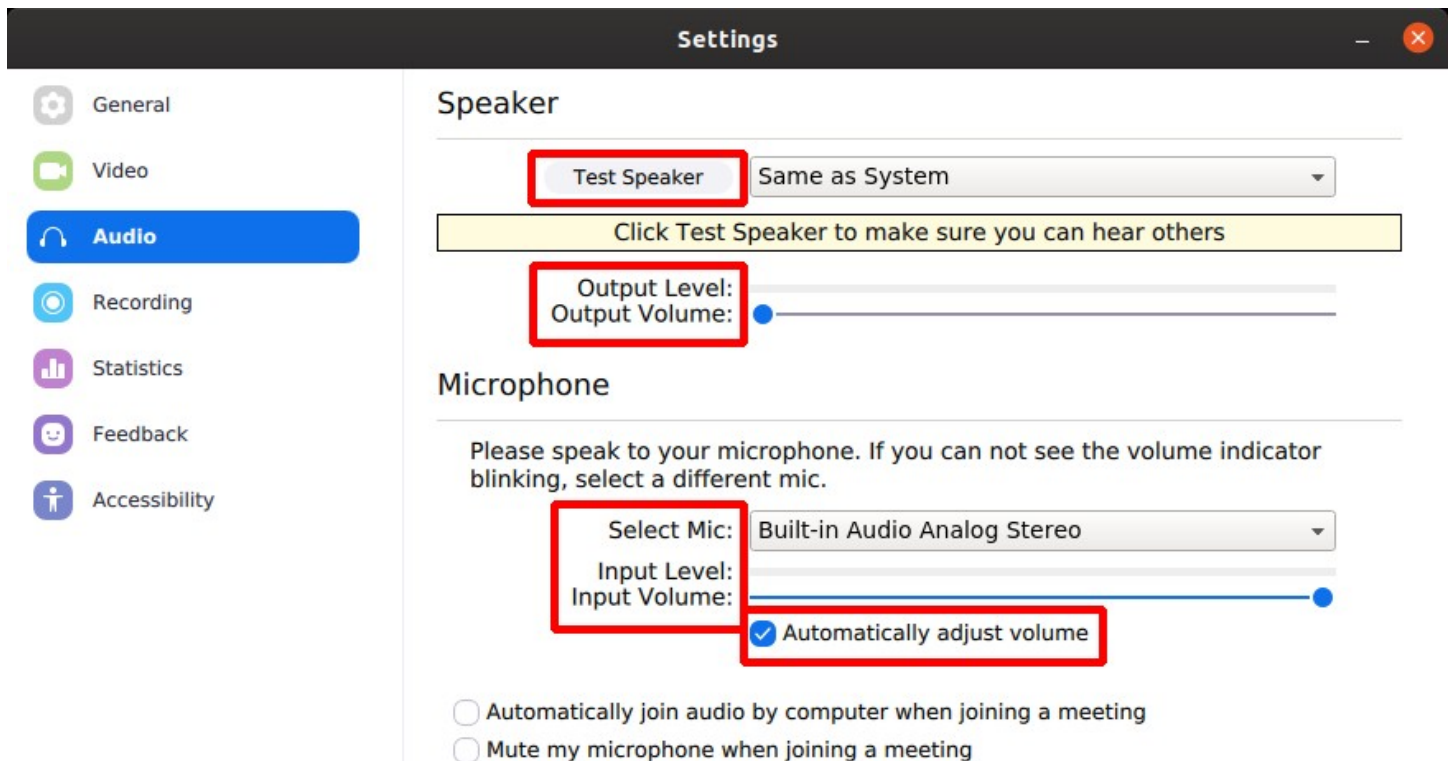 Settings
General
Video
Audio
Recording
Statistics
Feedback
Accessibility
Speaker
Test Speaker
Same as System
Click Test Speaker to make sure you can hear others
Output Level:
Output Volume:
Microphone
Please speak to your microphone. If you can not see the volume indicator
blinking, select a different mic.
Select Mic:
Built-in Audio Analog Stereo
Input Level:
Input Volume:
Automatically adjust volume
Automatically join audio by computer when joining a meeting
Mute my microphone when joining a meeting